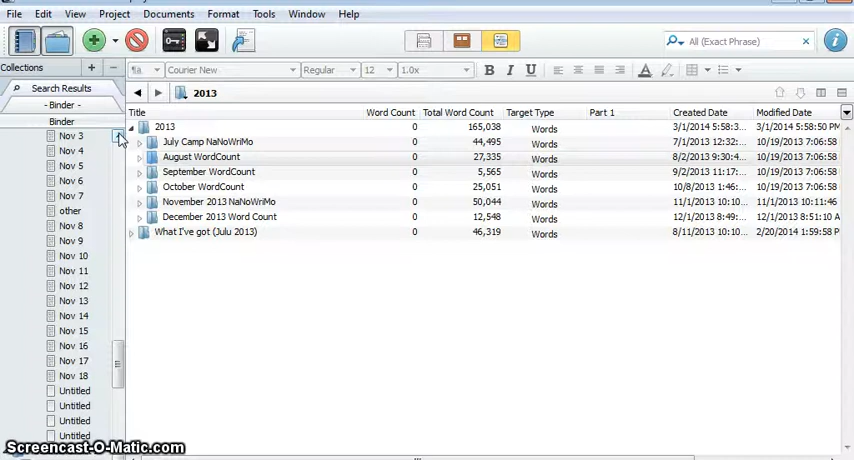 File Edit View Project Documents Format Tools Window Help
(All (Exact Phrase)
Collections
¶a Courier New Regular 12 1.0x B I U A
Search Results
2013
- Binder -
Binder
Title Word Count Total Word Count Target Type Part 1 Created Date Modified Date
2013 0 165,038 Words 3/1/2014 5:58:3... 3/1/2014 5:58:50 PM
July Camp NaNoWriMo 0 44,495 Words 7/1/2013 12:32:... 10/19/2013 7:06:58
August WordCount 0 27,335 Words 8/2/2013 9:30:4... 10/19/2013 7:06:58
September WordCount 0 5,565 Words 9/2/2013 11:17:... 10/19/2013 7:06:58
October WordCount 0 25,051 Words 10/8/2013 1:46:... 10/19/2013 7:06:58
November 2013 NaNoWriMo 0 50,044 Words 11/1/2013 10:10... 11/1/2013 10:11:46
December 2013 Word Count 0 12,548 Words 12/1/2013 8:49:... 12/1/2013 8:51:10 A
What I've got (Julu 2013) 0 46,319 Words 8/11/2013 10:10... 2/20/2014 1:59:58 P
Nov 3
Nov 4
Nov 5
Nov 6
Nov 7
other
Nov 8
Nov 9
Nov 10
Nov 11
Nov 12
Nov 13
Nov 14
Nov 15
Nov 16
Nov 17
Nov 18
Untitled
Untitled
Untitled
Untitled
Screencast-O-Matic.com